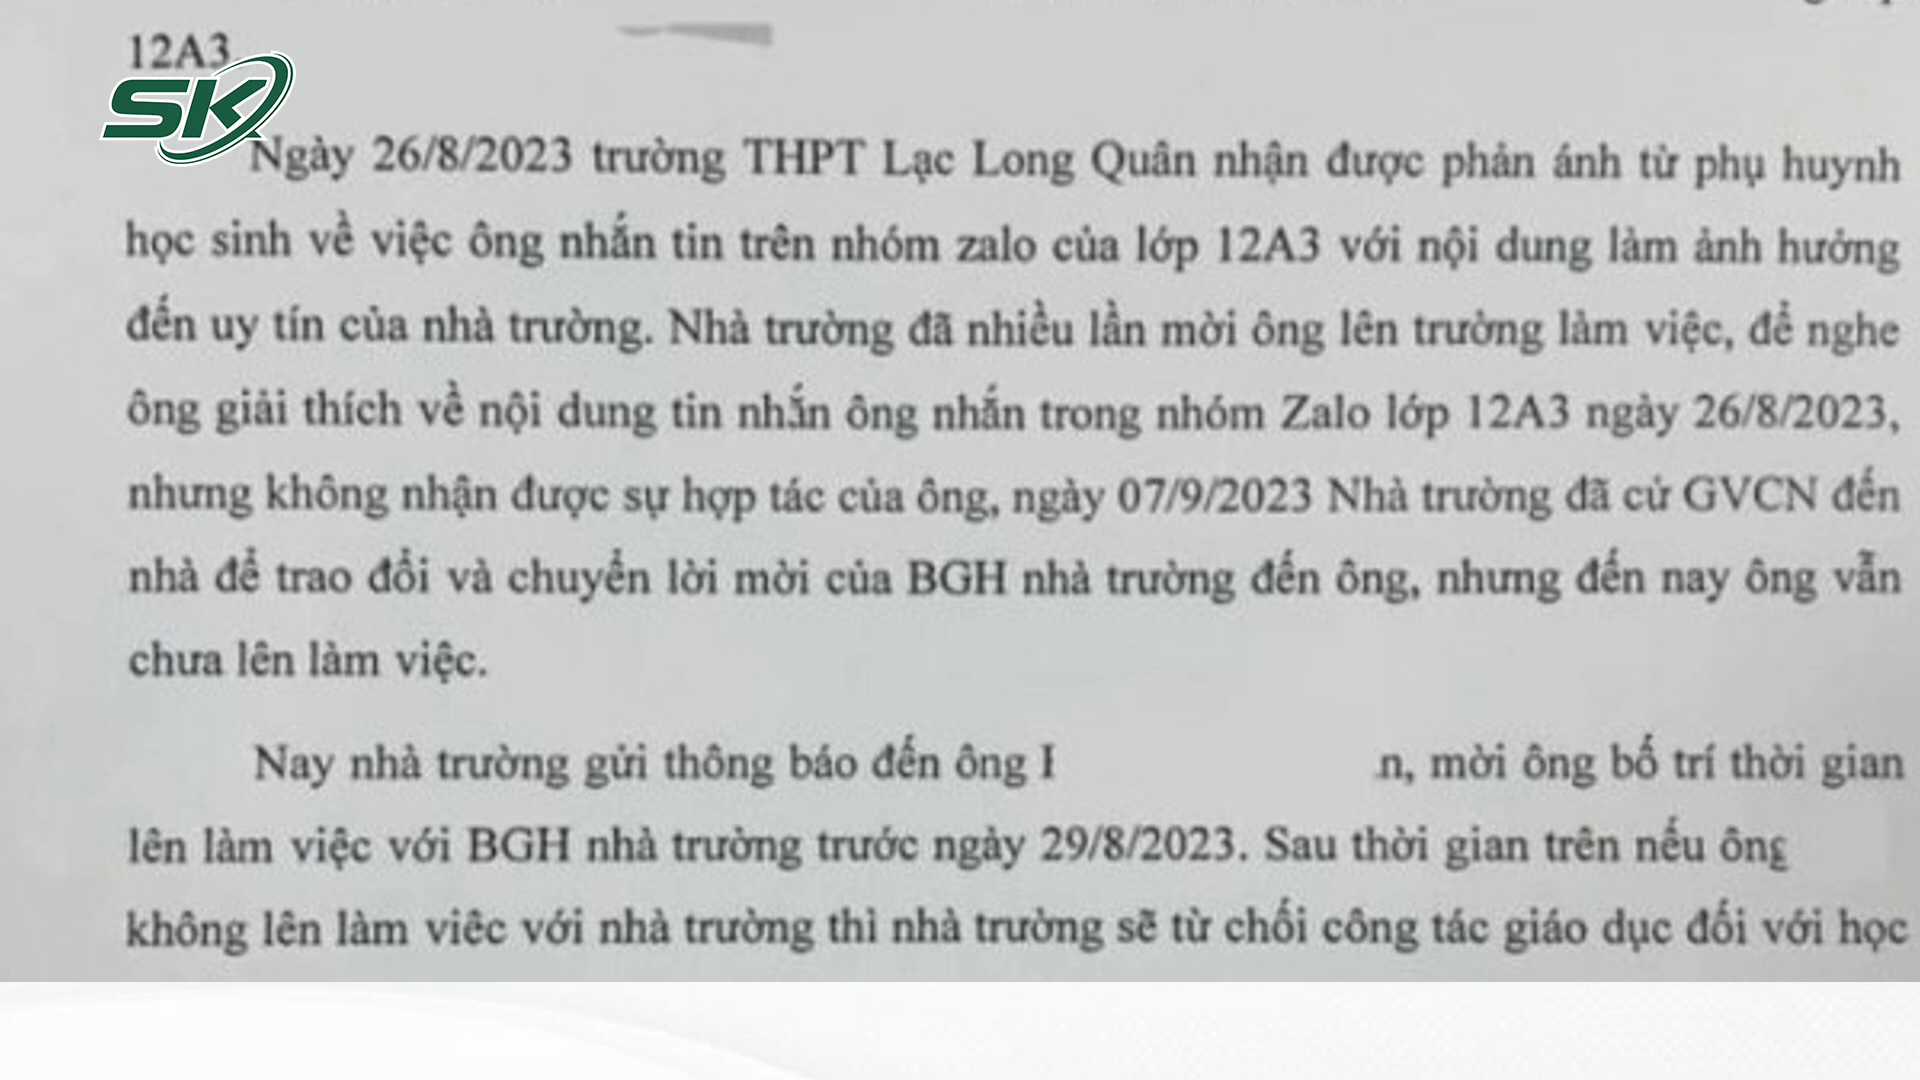 12A3
SK
Ngày 26/8/2023 trường THPT Lạc Long Quân nhận được phản ánh từ phụ huynh
học sinh về việc ông nhắn tin trên nhóm zalo của lớp 12A3 với nội dung làm ảnh hưởng
đến uy tín của nhà trường. Nhà trường đã nhiều lần mời ông lên trường làm việc, để nghe
ông giải thích về nội dung tin nhắn ông nhắn trong nhóm Zalo lớp 12A3 ngày 26/8/2023,
nhưng không nhận được sự hợp tác của ông, ngày 07/9/2023 Nhà trường đã cử GVCN đến
nhà để trao đổi và chuyển lời mời của BGH nhà trường đến ông, nhưng đến nay ông vẫn
chưa lên làm việc.
Nay nhà trường gửi thông báo đến ông n, mời ông bố trí thời gian
lên làm việc với BGH nhà trường trước ngày 29/8/2023. Sau thời gian trên nếu ông
không lên làm viêc với nhà trường thì nhà trường sẽ từ chối công tác giáo dục đối với học